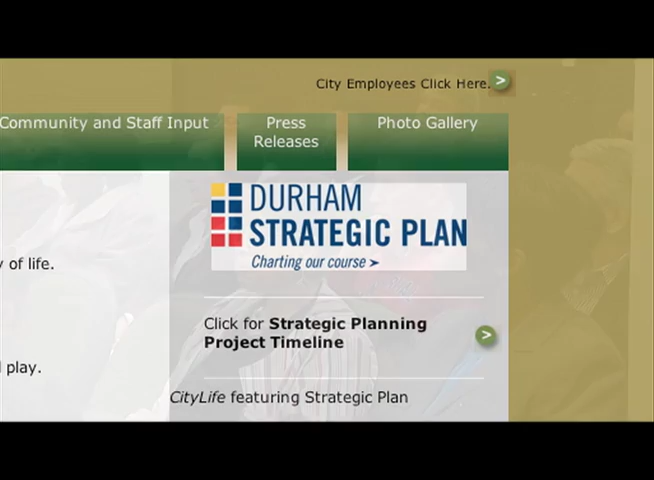 City Employees Click Here.
Community and Staff Input
Press
Releases
Photo Gallery
DURHAM
STRATEGIC PLAN
Charting our course >
of life.
Click for Strategic Planning
Project Timeline
play.
CityLife featuring Strategic Plan